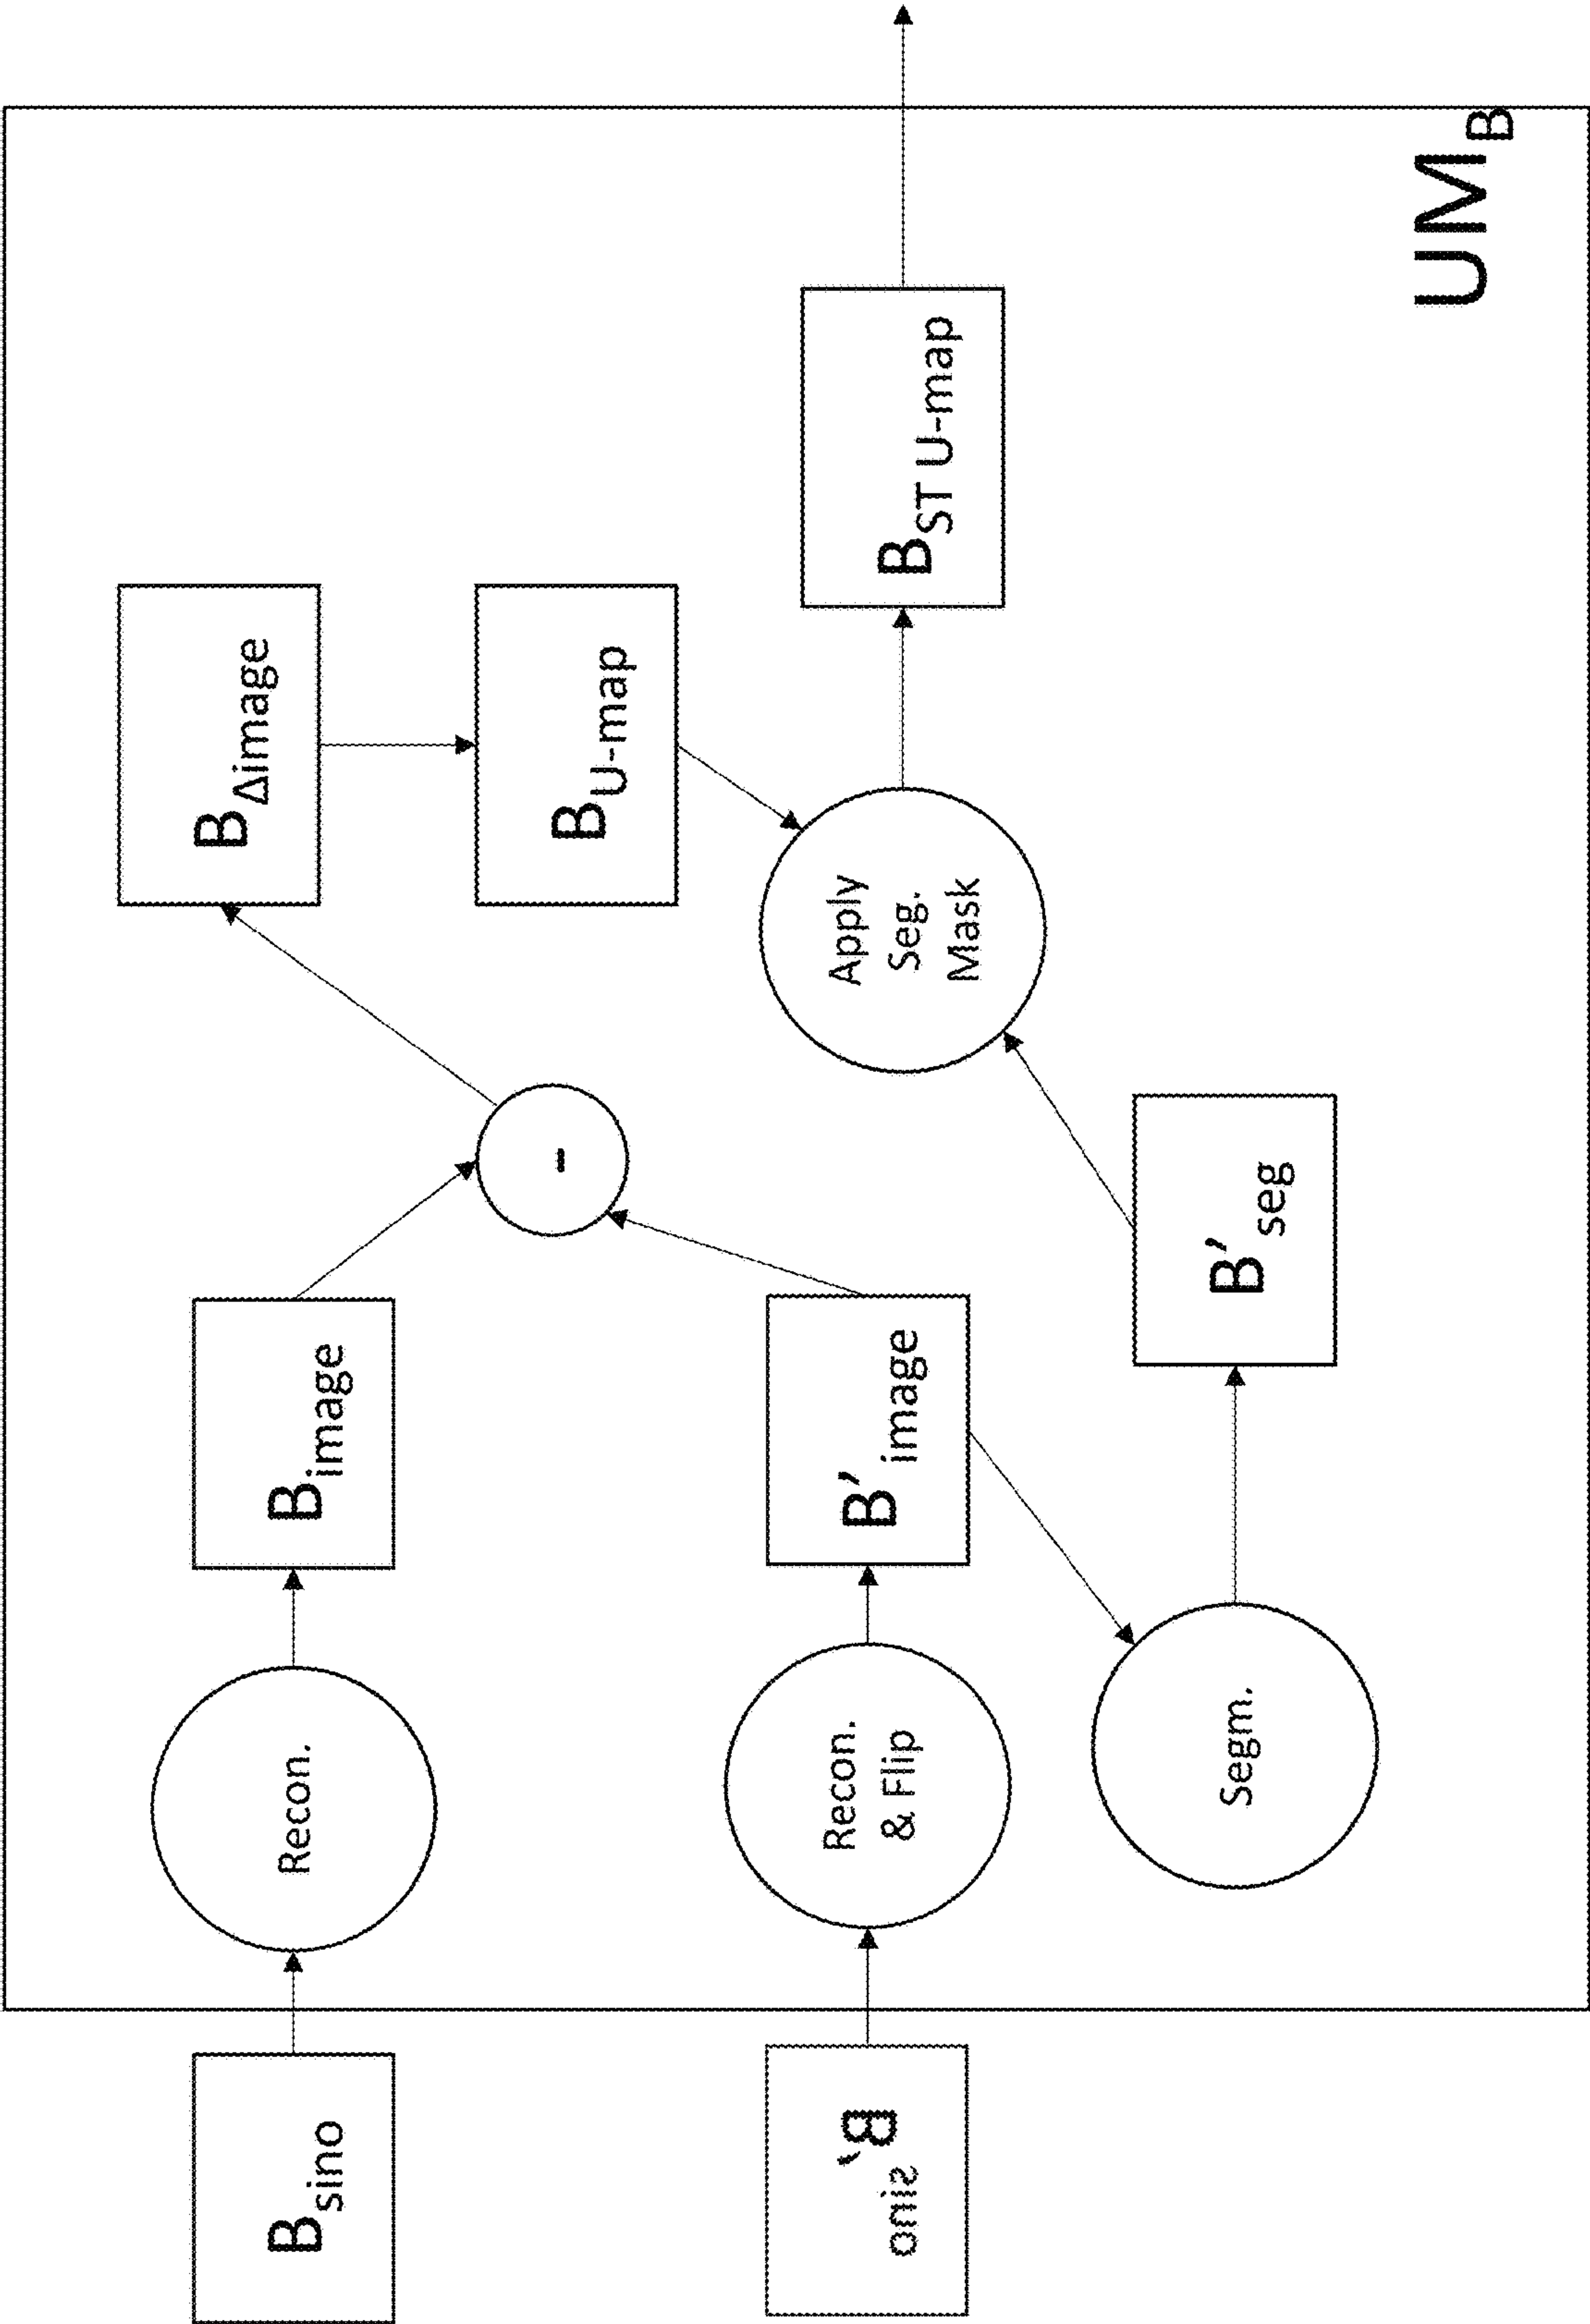 Bsino
Recon.
Bimage
BΔimage
-
BU-map
B'sino
Recon.
& Flip
B'image
Apply
Seg.
Mask
BST U-map
Segm.
B'seg
UMB